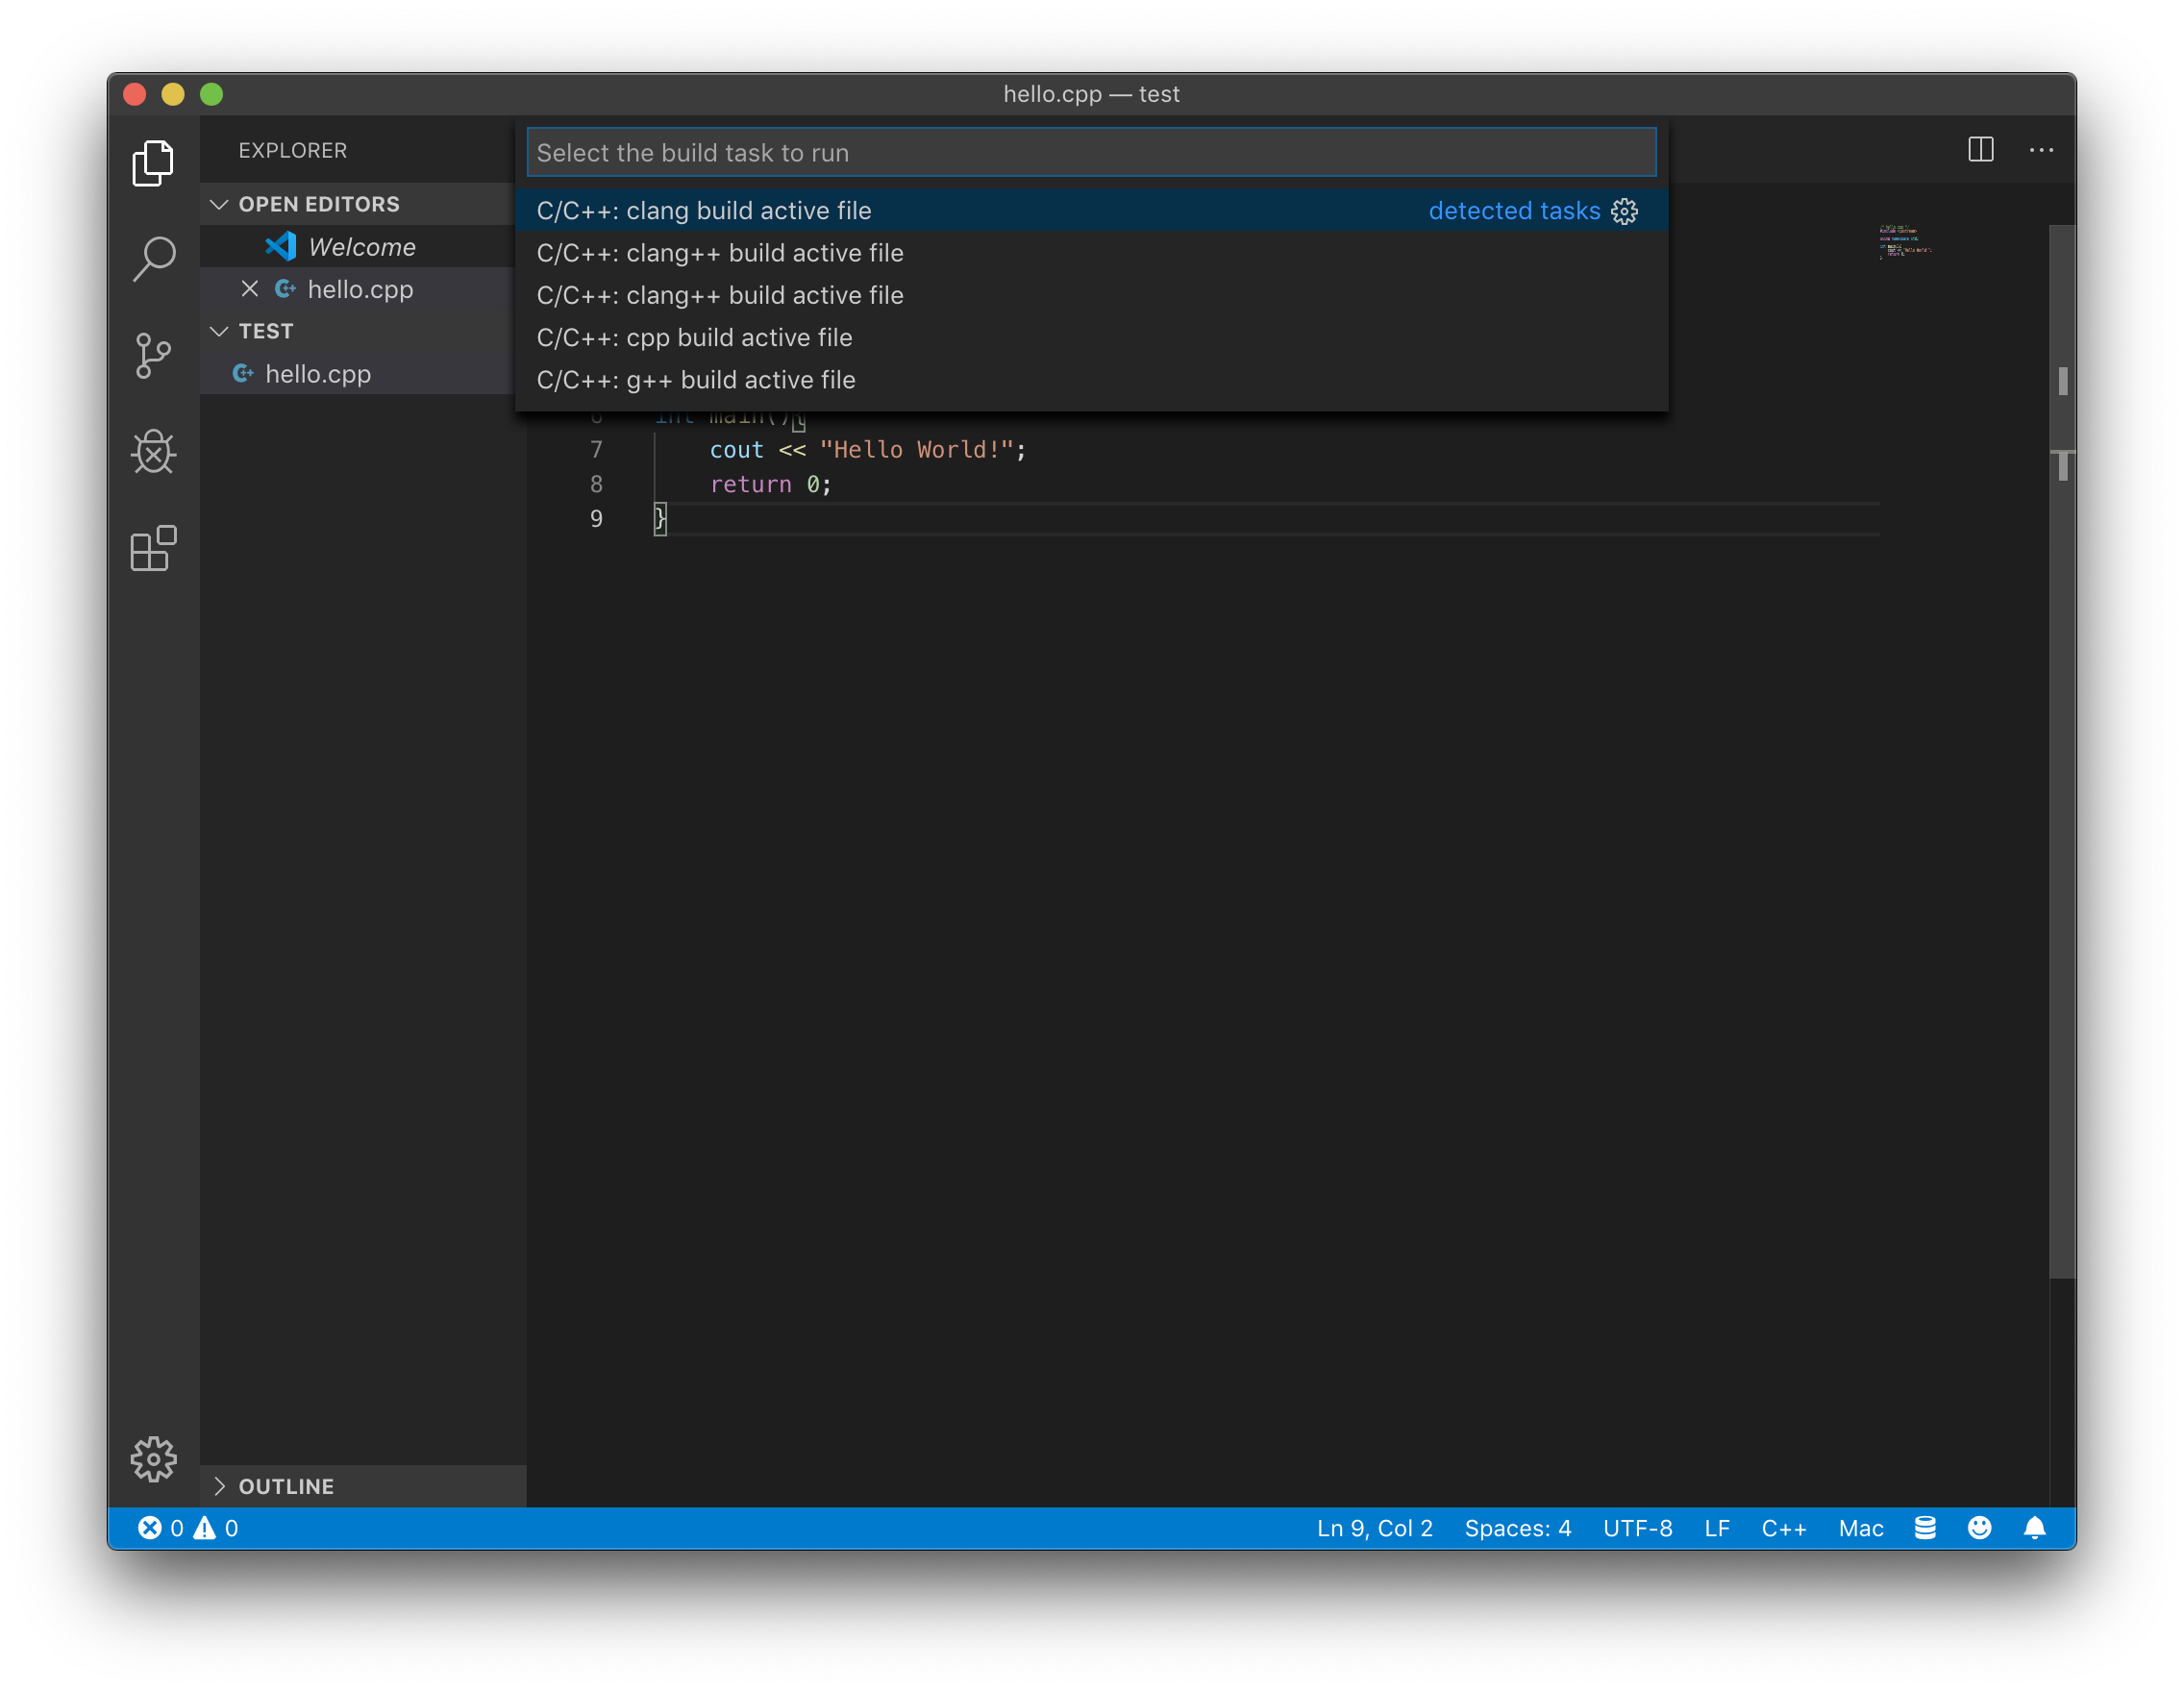 hello.cpp — test
EXPLORER
OPEN EDITORS
Welcome
hello.cpp
TEST
hello.cpp
OUTLINE
Select the build task to run
C/C++: clang build active file detected tasks
C/C++: clang++ build active file
C/C++: clang++ build active file
C/C++: cpp build active file
C/C++: g++ build active file
6 int main(){
7 cout << "Hello World!";
8 return 0;
9 }
0 0 Ln 9, Col 2 Spaces: 4 UTF-8 LF C++ Mac